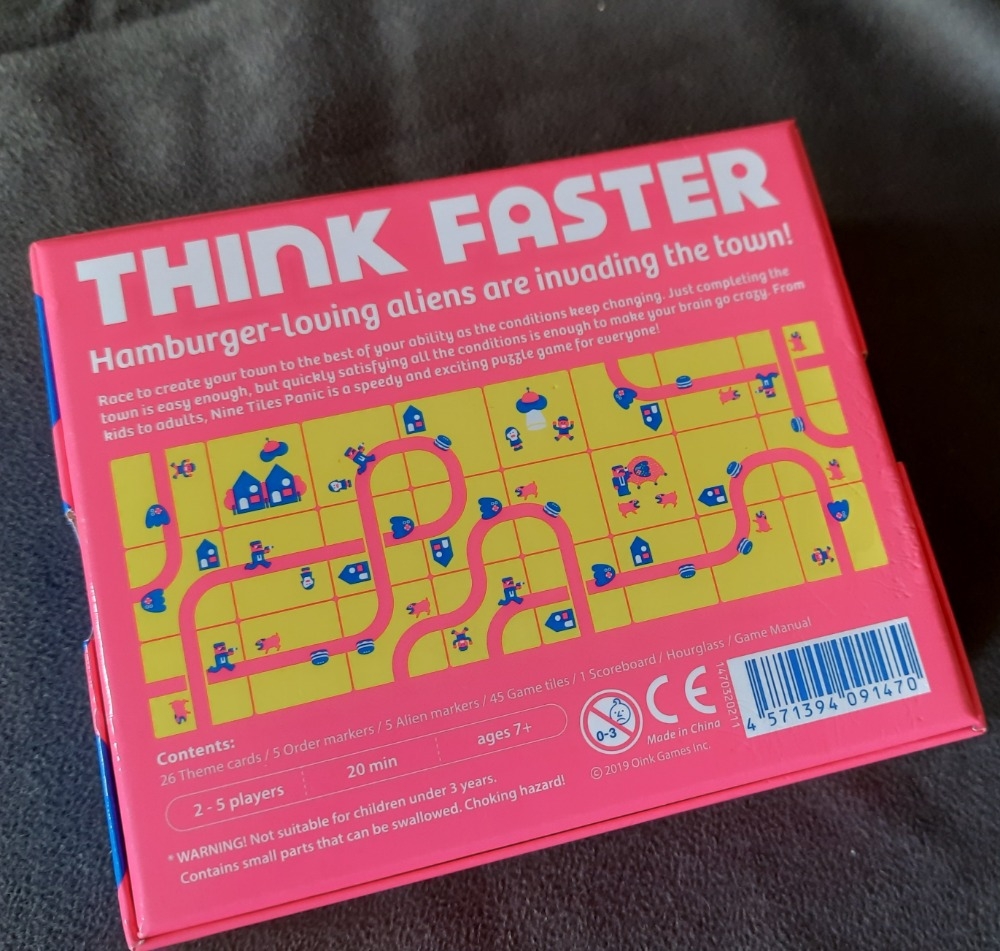 THINK FASTER
Hamburger-loving aliens are invading the town!
Race to create your town to the best of your ability as the conditions keep changing. Just completing the
town is easy enough, but quickly satisfying all the conditions is enough to make your brain go crazy. From
kids to adults, Nine Tiles Panic is a speedy and exciting puzzle game for everyone!
Contents:
26 Theme cards / 5 Order markers / 5 Alien markers / 45 Game tiles / 1 Scoreboard / Hourglass / Game Manual
2 - 5 players
20 min
ages 7+
* WARNING! Not suitable for children under 3 years.
Contains small parts that can be swallowed. Choking hazard!
0-3
CE
Made in China
© 2019 Oink Games Inc.
1470320211
4 571394 091470